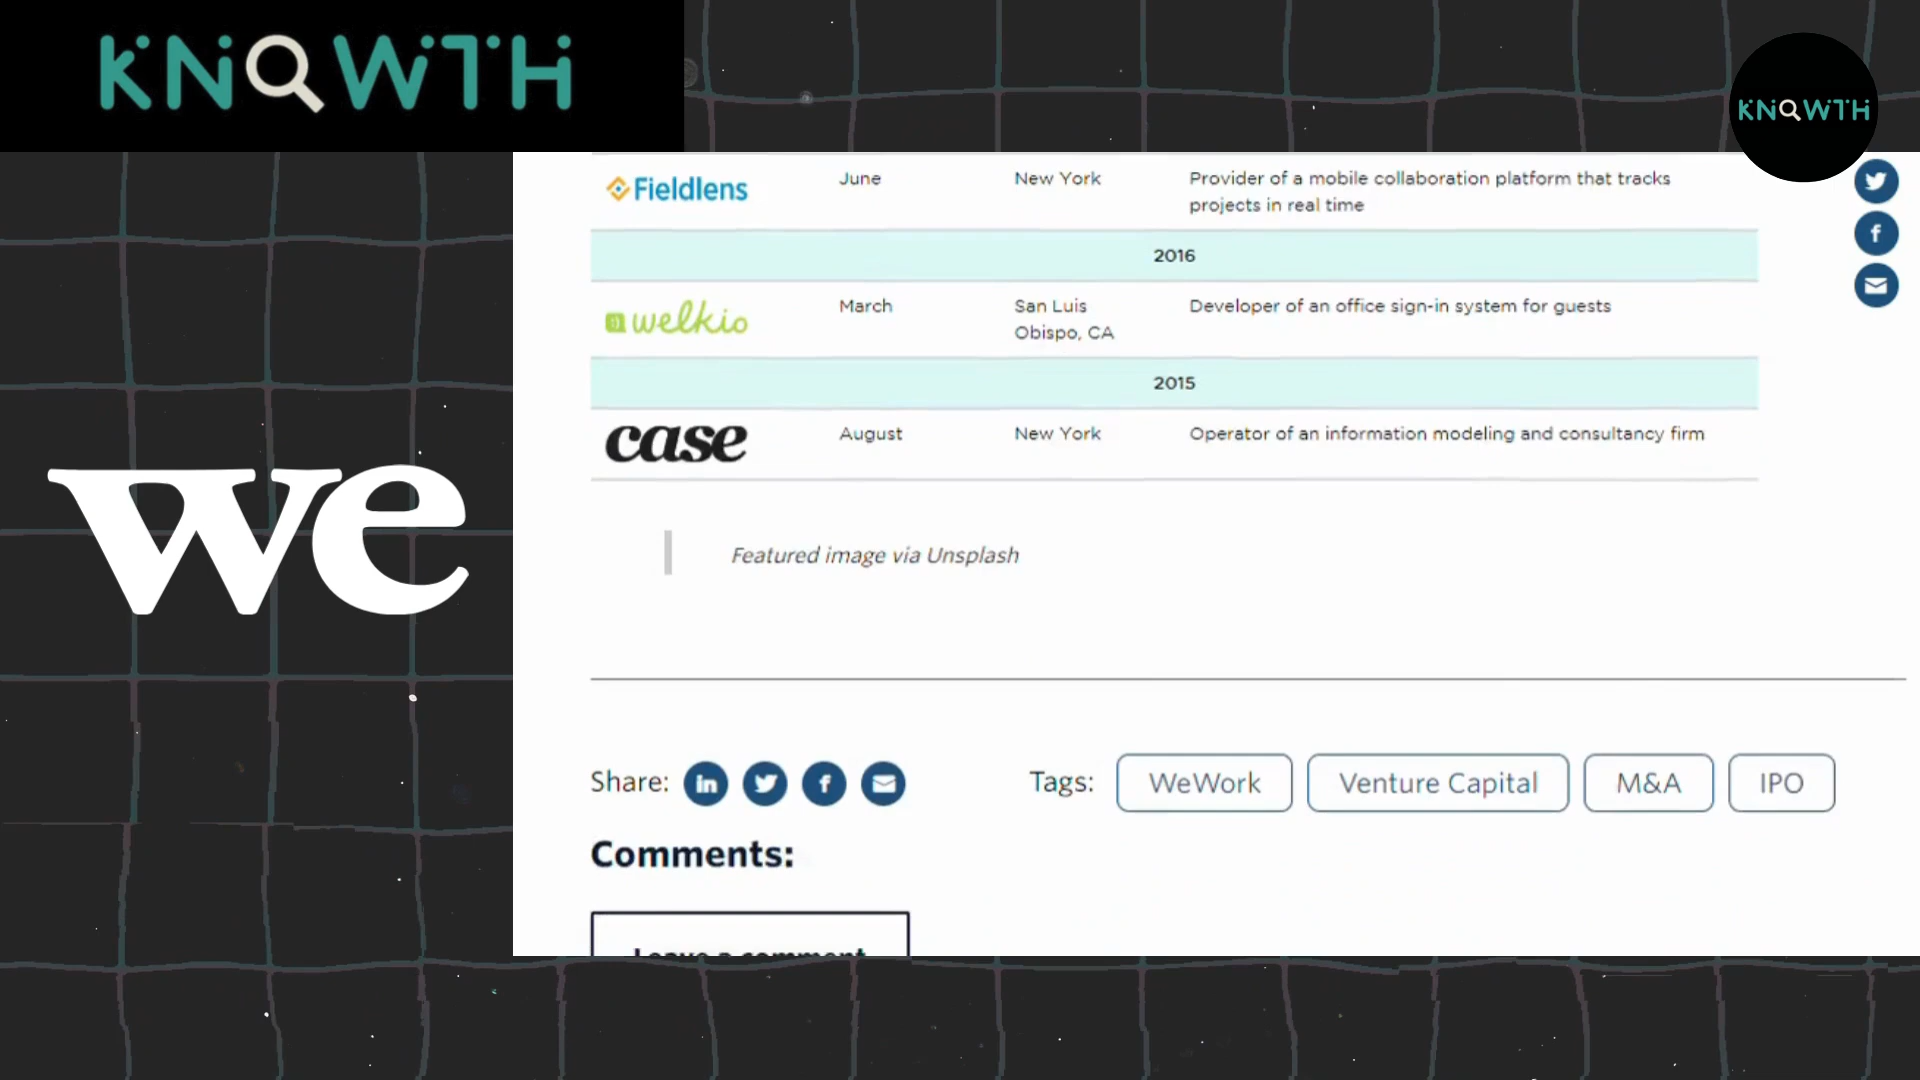 KNOWTH
KNOWTH
Fieldlens
June
New York
Provider of a mobile collaboration platform that tracks
projects in real time
2016
welkio
March
San Luis
Obispo, CA
Developer of an office sign-in system for guests
2015
case
August
New York
Operator of an information modeling and consultancy firm
we
Featured image via Unsplash
Share:
in
f
Tags:
WeWork
Venture Capital
M&A
IPO
Comments:
Leave a comment